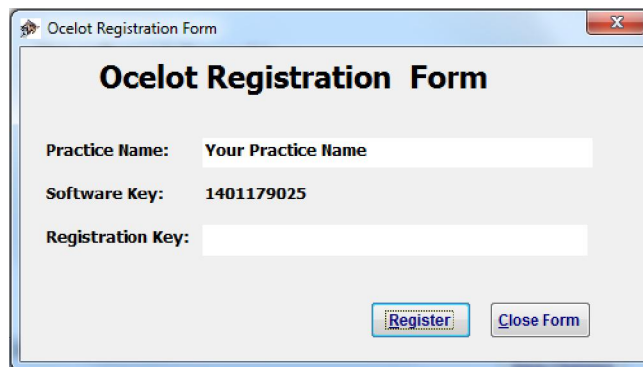 Ocelot Registration Form
X
Ocelot Registration Form
Practice Name: Your Practice Name
Software Key: 1401179025
Registration Key:
Register Close Form